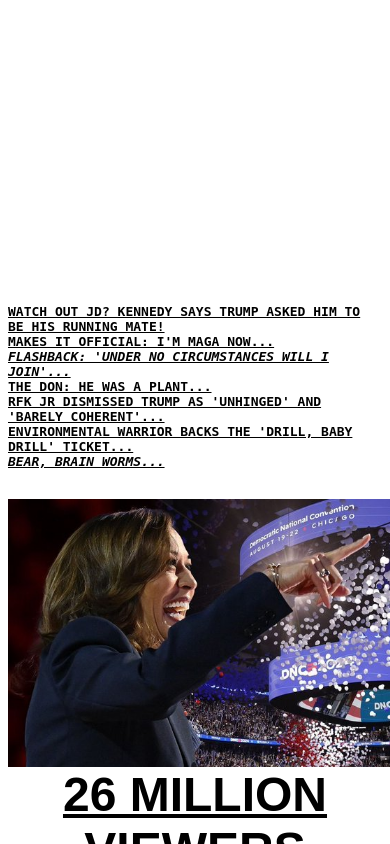 WATCH OUT JD? KENNEDY SAYS TRUMP ASKED HIM TO
BE HIS RUNNING MATE!
MAKES IT OFFICIAL: I'M MAGA NOW...
FLASHBACK: 'UNDER NO CIRCUMSTANCES WILL I
JOIN'...
THE DON: HE WAS A PLANT...
RFK JR DISMISSED TRUMP AS 'UNHINGED' AND
'BARELY COHERENT'...
ENVIRONMENTAL WARRIOR BACKS THE 'DRILL, BABY
DRILL' TICKET...
BEAR, BRAIN WORMS...
Democratic National Convention
AUGUST 19-22 • CHICAGO
DNC 2024
DNC
26 MILLION
VIEWERS